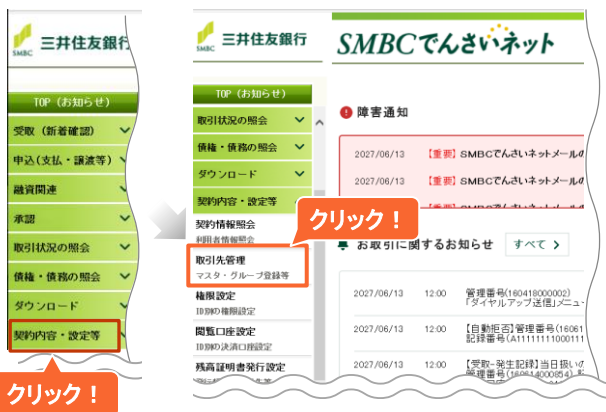 SMBC
三井住友銀行
TOP（お知らせ）
受取（新着確認）
申込(支払・譲渡等)
融資関連
承認
取引状況の照会
債権・債務の照会
ダウンロード
契約内容・設定等
クリック！
SMBC
三井住友銀行
SMBCでんさいネット
TOP（お知らせ）
取引状況の照会
債権・債務の照会
ダウンロード
契約内容・設定等
クリック！
契約情報照会
利用者情報照会
取引先管理
マスタ・グループ登録等
権限設定
ID別の権限設定
閲覧口座設定
ID別の決済口座設定
残高証明書発行設定
障害通知
2027/06/13 【重要】SMBCでんさいネットメールの
2027/06/13 【重要】SMBCでんさいネットメールの
お取引に関するお知らせ すべて
2027/06/13 12:00 管理番号(160418000002)
「ダイヤルアップ送信」メニュー
2027/06/13 12:00 【自動拒否】管理番号(16061
記録番号(A11111111000111
2027/06/13 12:00 【受取-発生記録】当日扱いの
管理番号(160614000854)